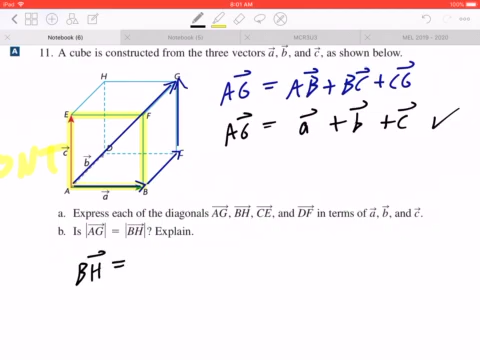 iPad
8:01 AM
100%
Notebook (6)
Notebook (6)
MCR3U3
MEL 2019 - 2020
A 11. A cube is constructed from the three vectors a⃗, b⃗, and c⃗, as shown below.
H G
E F
D C
A B
c⃗ b⃗ a⃗
ONT
AG⃗ = AB⃗ + BC⃗ + CG⃗
AG⃗ = a⃗ + b⃗ + c⃗ ✓
a. Express each of the diagonals AG⃗, BH⃗, CE⃗, and DF⃗ in terms of a⃗, b⃗, and c⃗.
b. Is |AG⃗| = |BH⃗|? Explain.
BH⃗ =